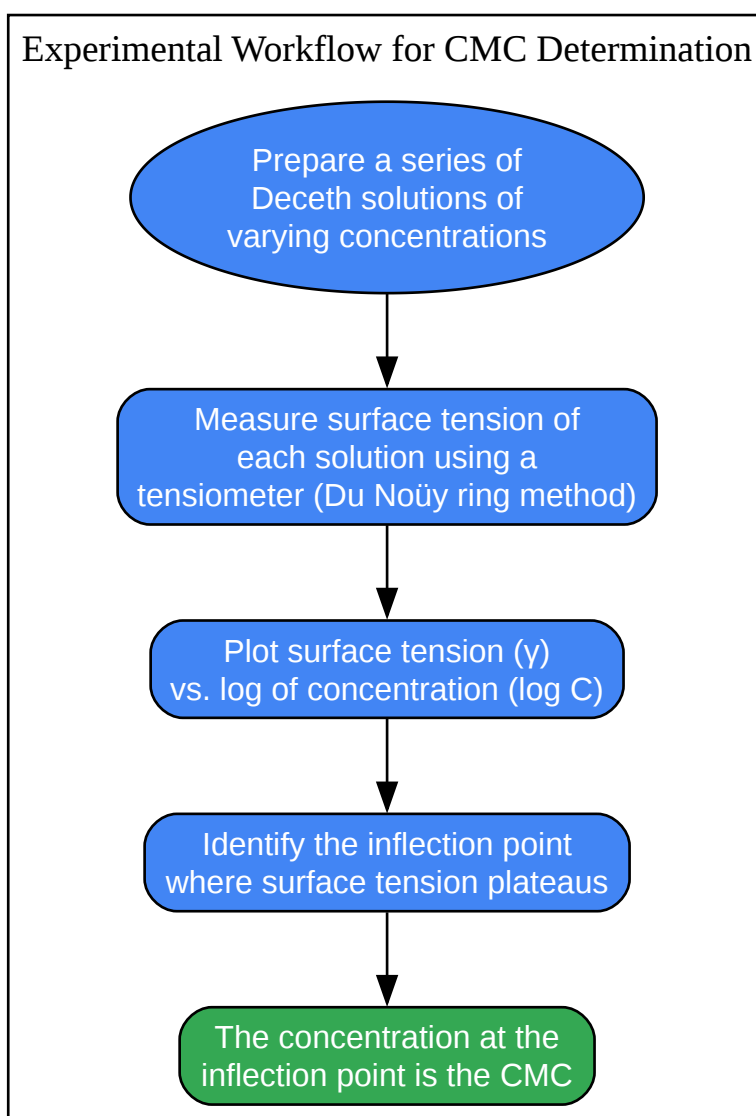 Experimental Workflow for CMC Determination
Prepare a series of
Deceth solutions of
varying concentrations
Measure surface tension of
each solution using a
tensiometer (Du Noüy ring method)
Plot surface tension (γ)
vs. log of concentration (log C)
Identify the inflection point
where surface tension plateaus
The concentration at the
inflection point is the CMC